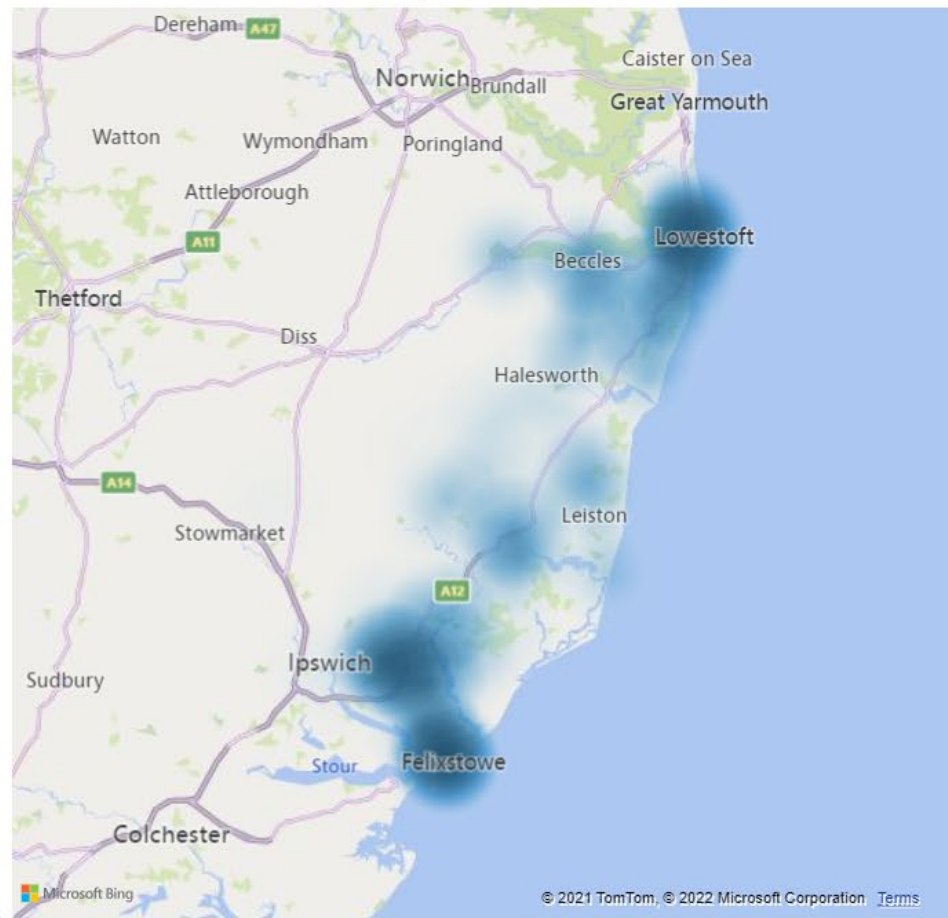 Dereham
A47
Caister on Sea
Norwich
Brundall
Great Yarmouth
Watton
Wymondham
Poringland
Attleborough
A11
Lowestoft
Beccles
Thetford
Diss
Halesworth
A14
Leiston
Stowmarket
A12
Ipswich
Sudbury
Felixstowe
Stour
Colchester
Microsoft Bing
© 2021 TomTom, © 2022 Microsoft Corporation Terms